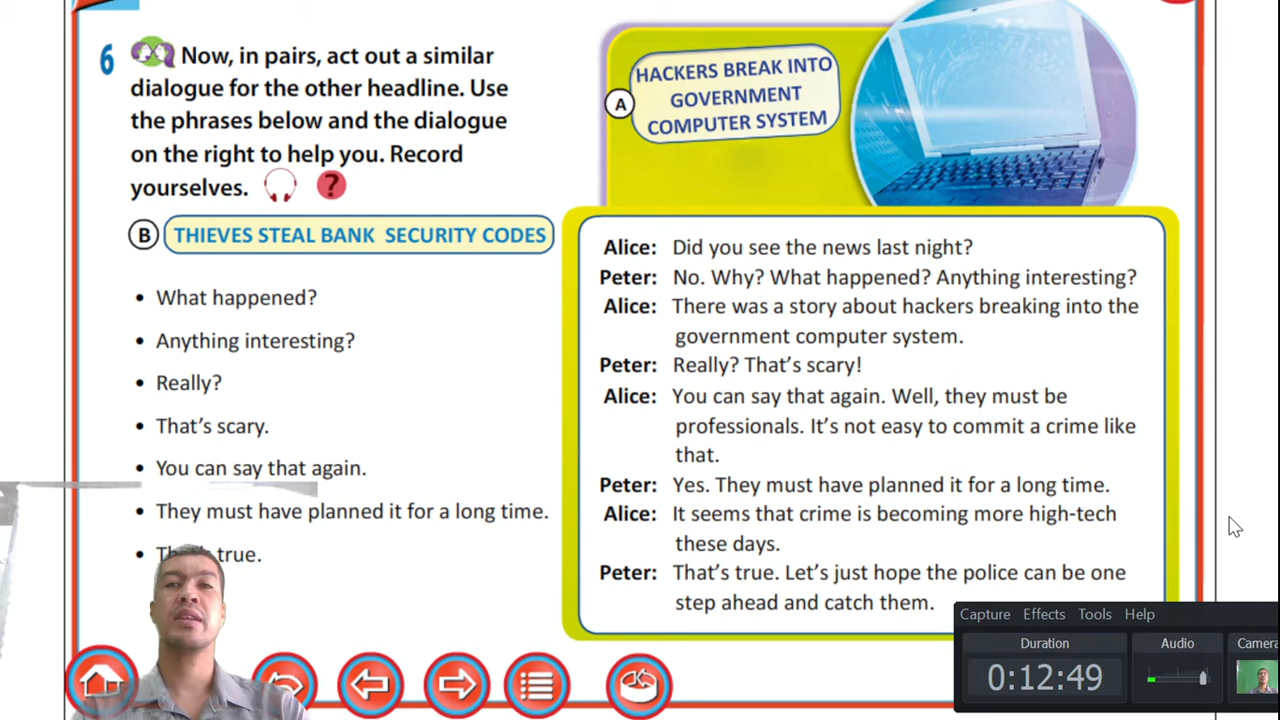 6 Now, in pairs, act out a similar
dialogue for the other headline. Use
the phrases below and the dialogue
on the right to help you. Record
yourselves. ?
B THIEVES STEAL BANK SECURITY CODES
• What happened?
• Anything interesting?
• Really?
• That's scary.
• You can say that again.
• They must have planned it for a long time.
• true.
A
HACKERS BREAK INTO
GOVERNMENT
COMPUTER SYSTEM
Alice: Did you see the news last night?
Peter: No. Why? What happened? Anything interesting?
Alice: There was a story about hackers breaking into the
government computer system.
Peter: Really? That's scary!
Alice: You can say that again. Well, they must be
professionals. It's not easy to commit a crime like
that.
Peter: Yes. They must have planned it for a long time.
Alice: It seems that crime is becoming more high-tech
these days.
Peter: That's true. Let's just hope the police can be one
step ahead and catch them.
Capture Effects Tools Help
Duration Audio Camera
0:12:49